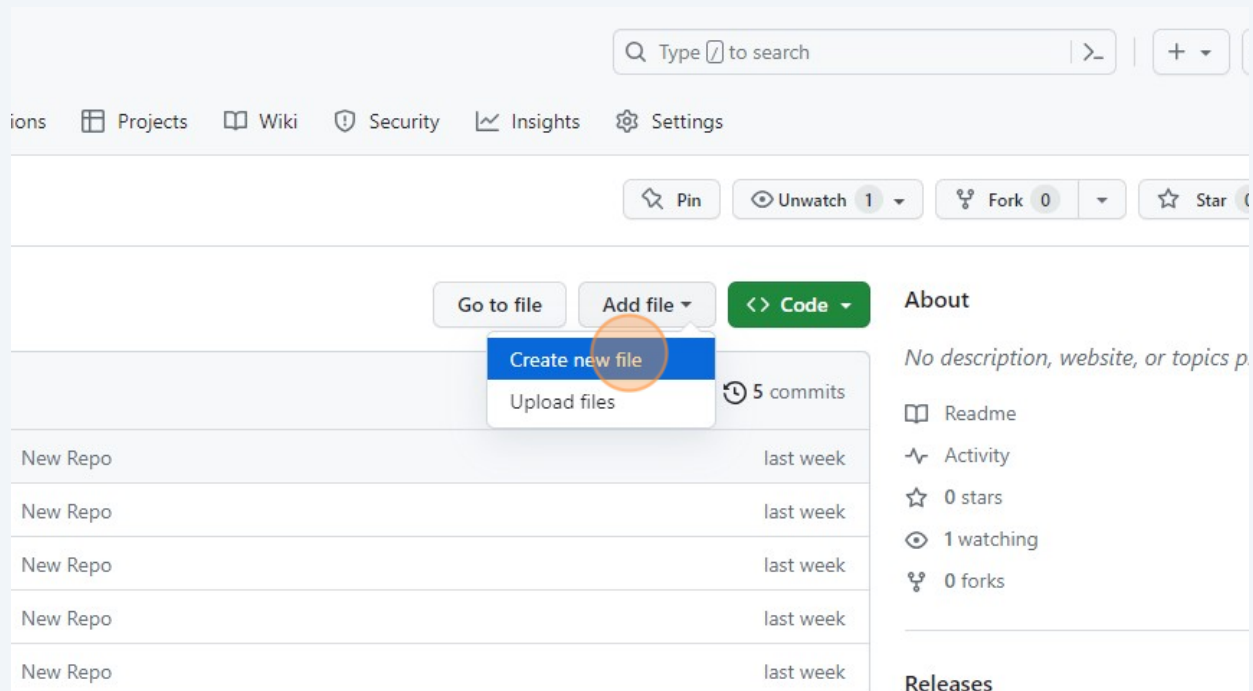 Type / to search
ions Projects Wiki Security Insights Settings
Pin Unwatch 1 Fork 0 Star
Go to file Add file <> Code
Create new file
Upload files
5 commits
New Repo last week
New Repo last week
New Repo last week
New Repo last week
New Repo last week
About
No description, website, or topics p
Readme
Activity
0 stars
1 watching
0 forks
Releases